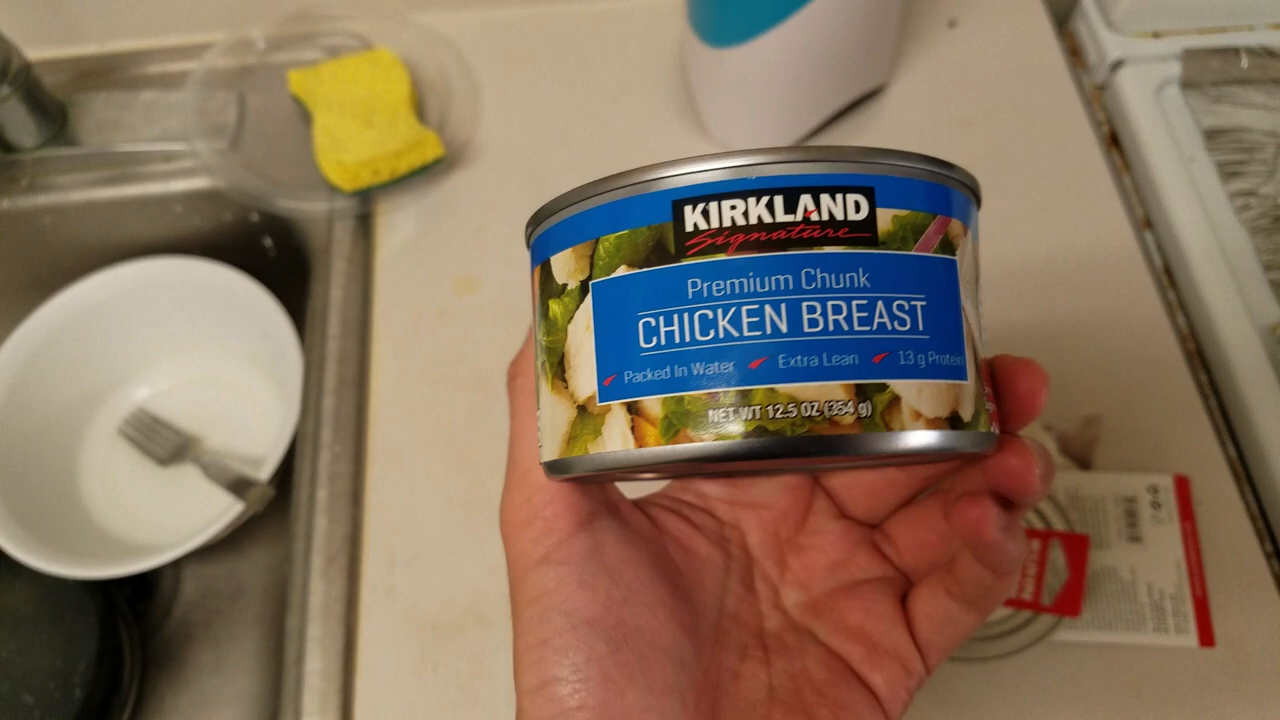 KIRKLAND
Signature
Premium Chunk
CHICKEN BREAST
Packed In Water Extra Lean 13 g Protein
NET WT 12.5 OZ (354 g)